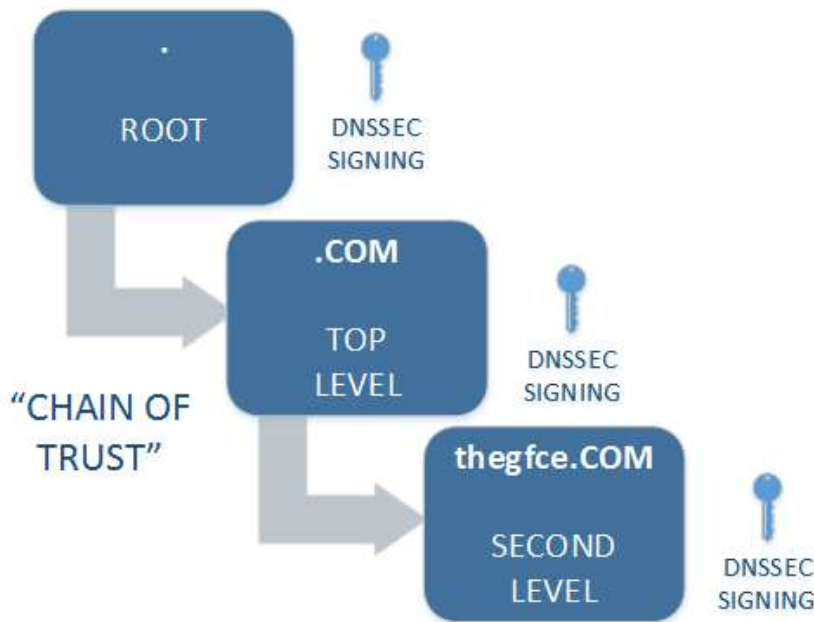 .
ROOT
DNSSEC
SIGNING
.COM
TOP
LEVEL
DNSSEC
SIGNING
“CHAIN OF
TRUST”
thegfce.COM
SECOND
LEVEL
DNSSEC
SIGNING